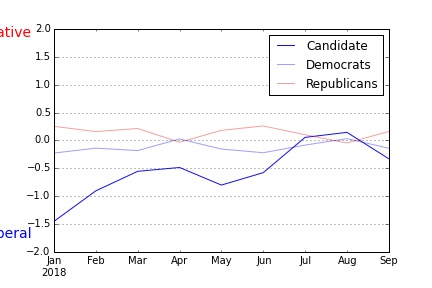 ative
2.0
1.5
1.0
0.5
0.0
−0.5
−1.0
−1.5
−2.0
beral
Candidate
Democrats
Republicans
Jan Feb Mar Apr May Jun Jul Aug Sep
2018